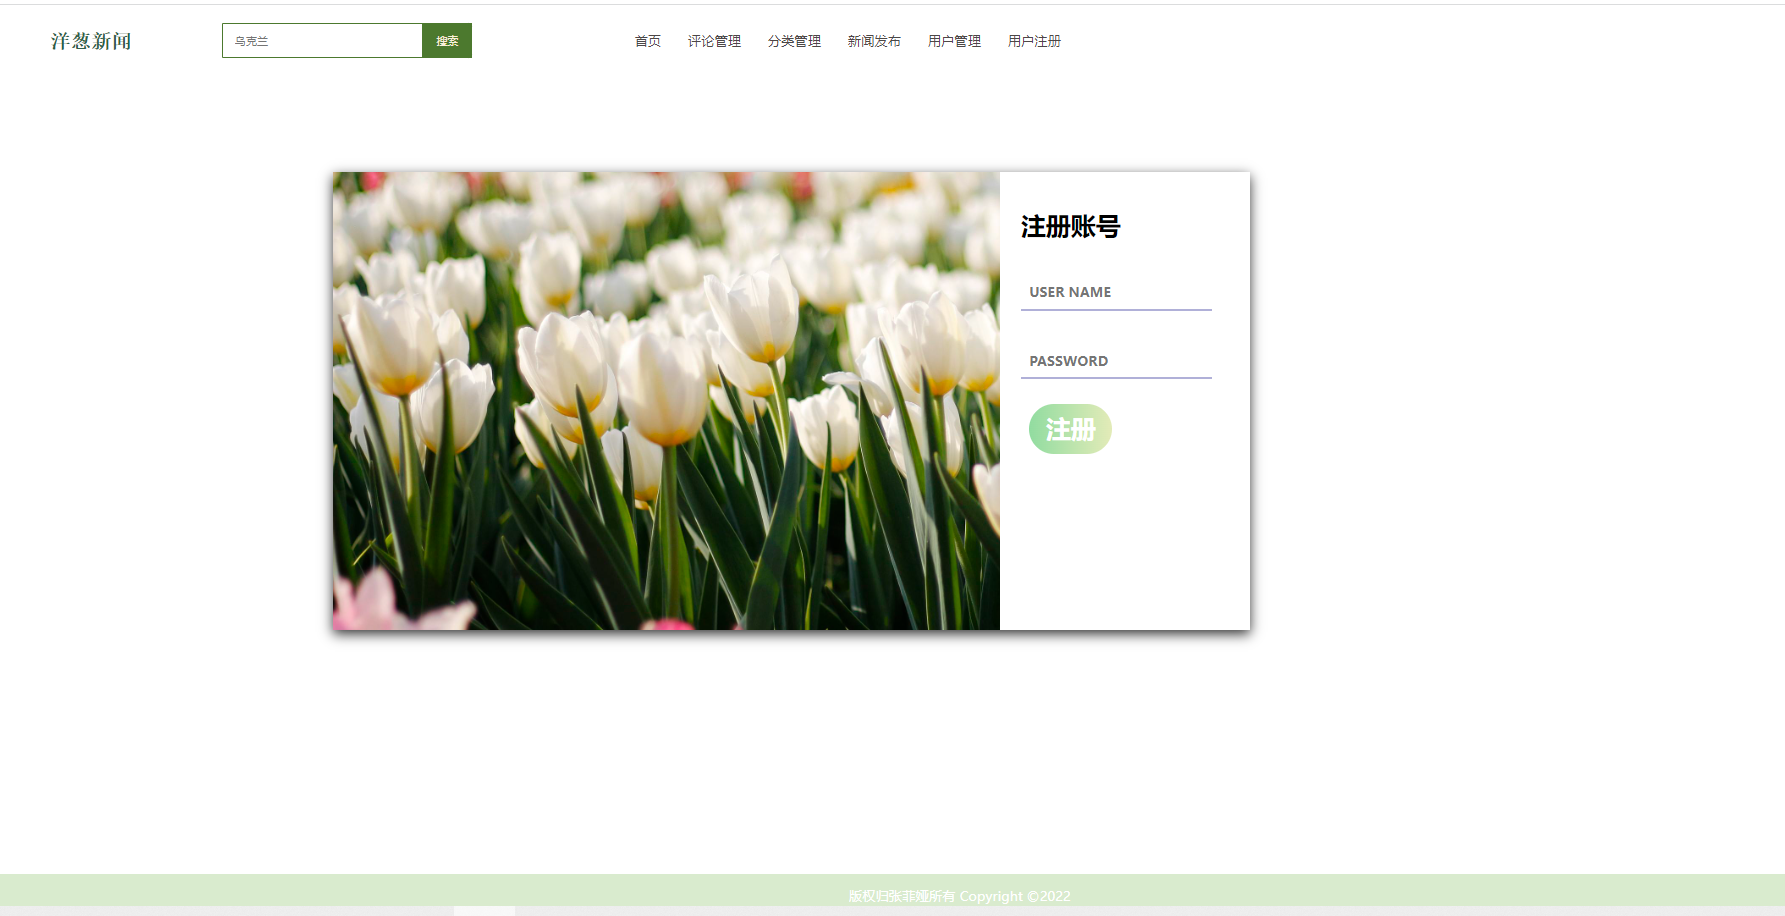 洋葱新闻
乌克兰
搜索
首页 评论管理 分类管理 新闻发布 用户管理 用户注册
注册账号
USER NAME
PASSWORD
注册
版权归张菲娅所有 Copyright ©2022